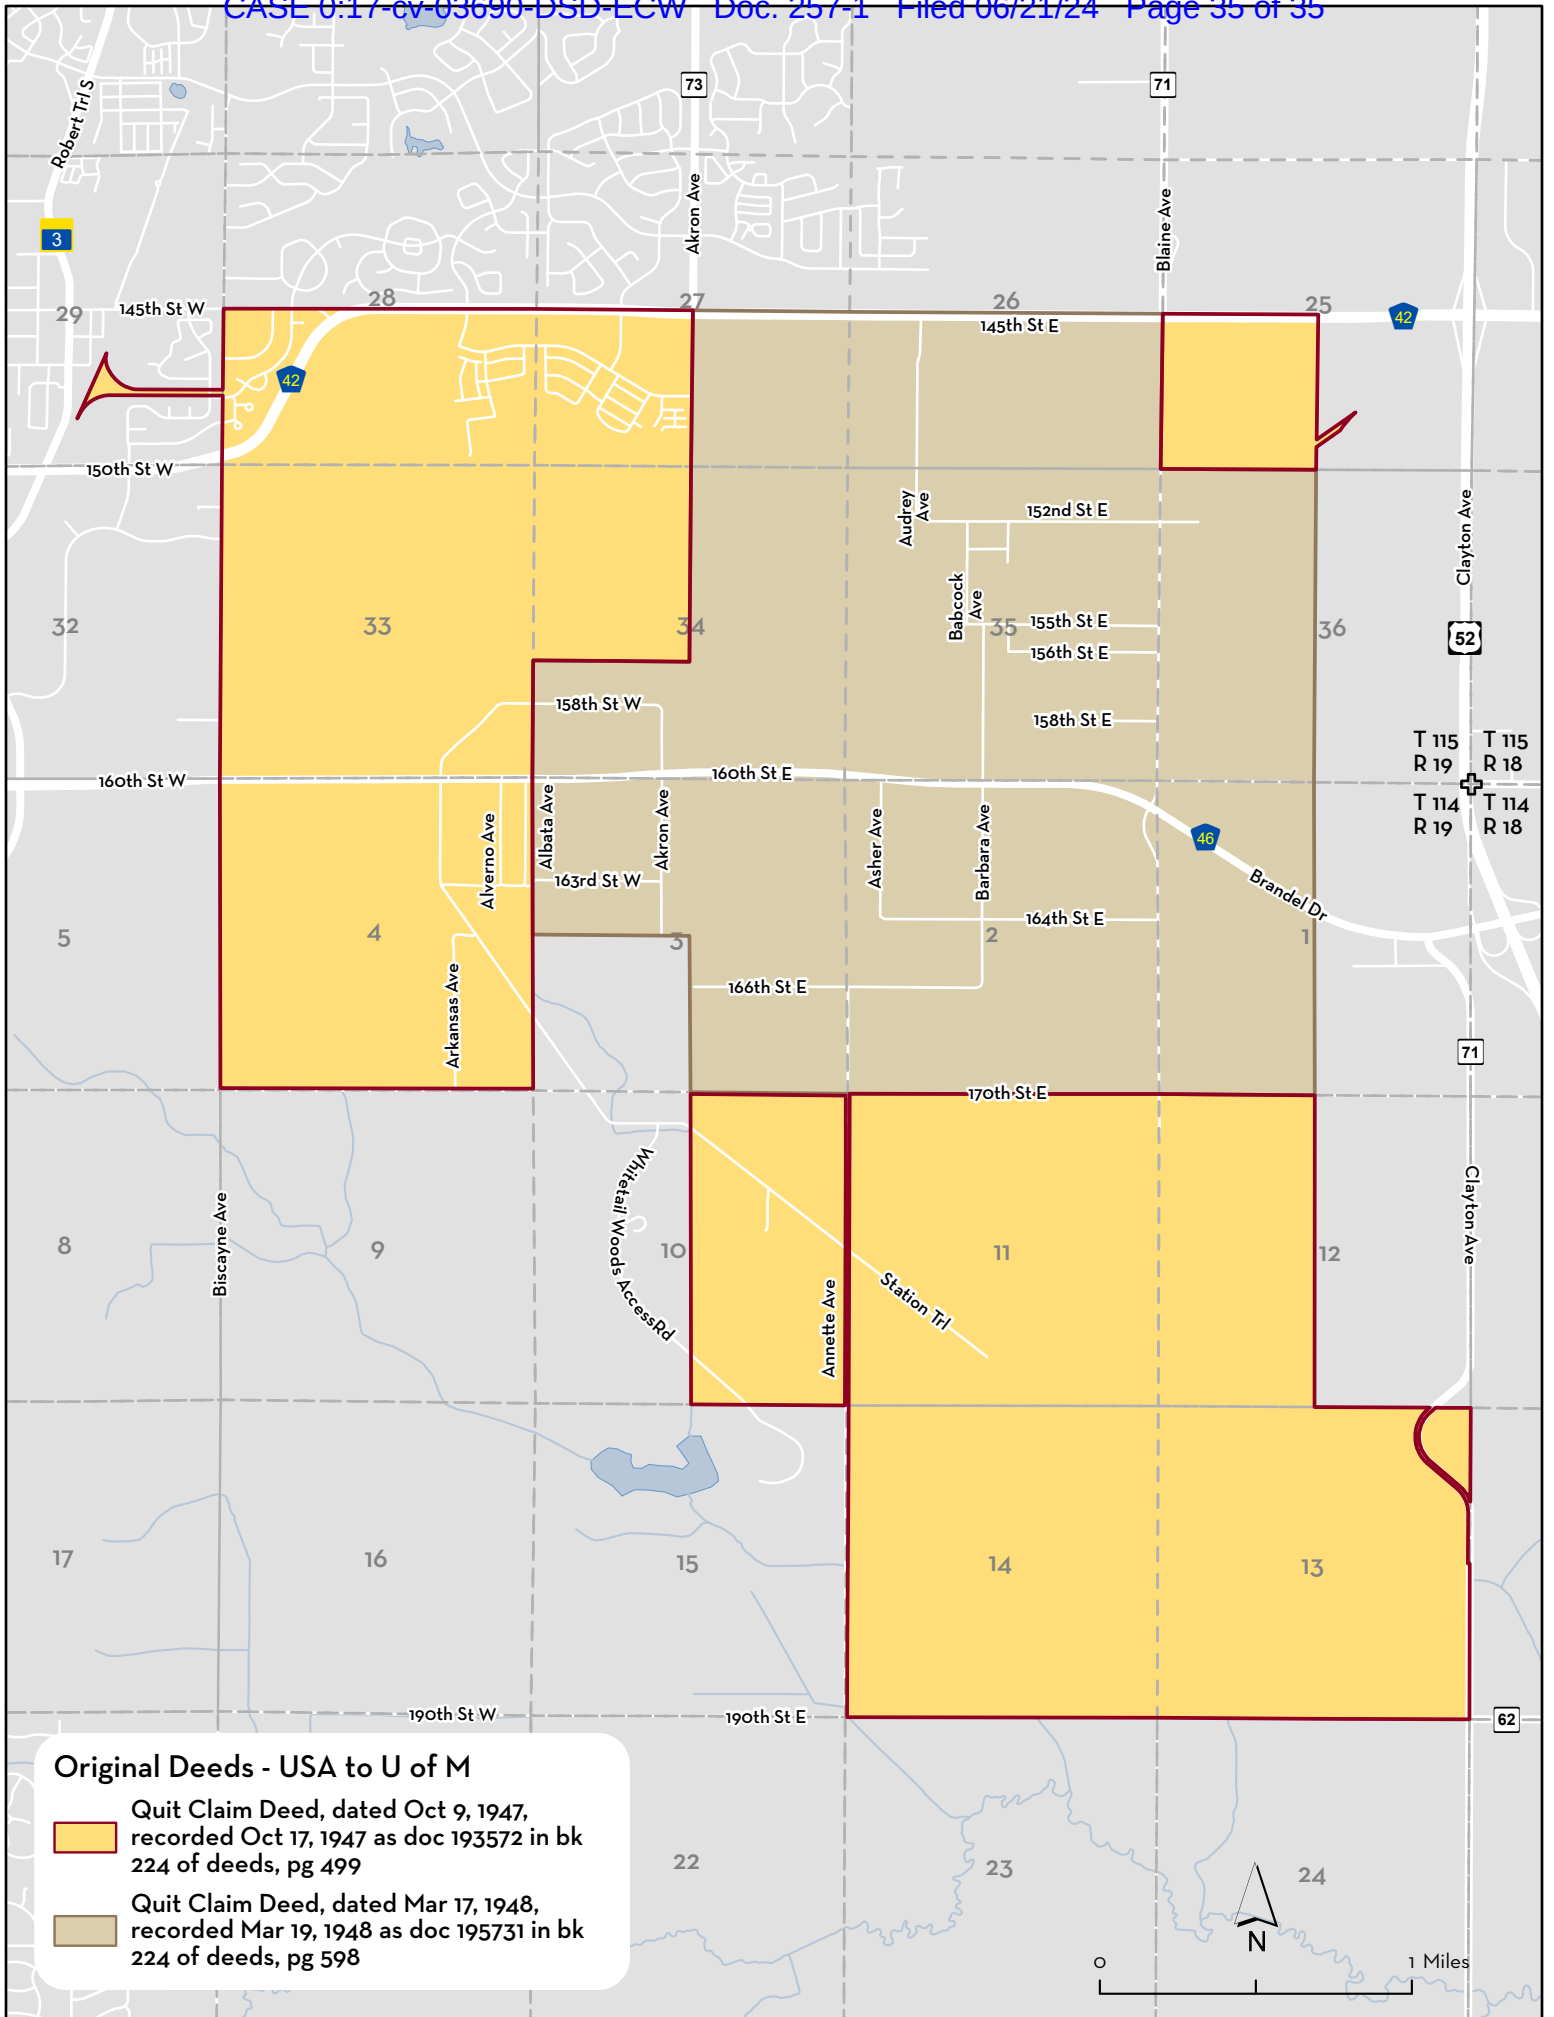 CASE 0:17-cv-03690-DSD-ECW Doc. 257-1 Filed 06/21/24 Page 35 of 35
73
71
Robert Trl S
Akron Ave
Blaine Ave
3
29
145th St W
28
27
26
25
145th St E
42
42
150th St W
Audrey
Ave
152nd St E
Clayton Ave
Babcock
Ave
32
33
34
35
155th St E
36
52
156th St E
158th St W
158th St E
T 115
R 19
T 115
R 18
160th St W
160th St E
T 114
R 19
T 114
R 18
Alverno Ave
Albata Ave
Akron Ave
Asher Ave
Barbara Ave
46
163rd St W
Brandel Dr
164th St E
5
4
3
2
1
Arkansas Ave
166th St E
71
170th St E
Whitetail Woods AccessRd
Biscayne Ave
Clayton Ave
8
9
10
11
12
Annette Ave
Station Trl
17
16
15
14
13
190th St W
190th St E
62
Original Deeds - USA to U of M
Quit Claim Deed, dated Oct 9, 1947,
recorded Oct 17, 1947 as doc 193572 in bk
224 of deeds, pg 499
Quit Claim Deed, dated Mar 17, 1948,
recorded Mar 19, 1948 as doc 195731 in bk
224 of deeds, pg 598
22
23
24
N
0 1 Miles